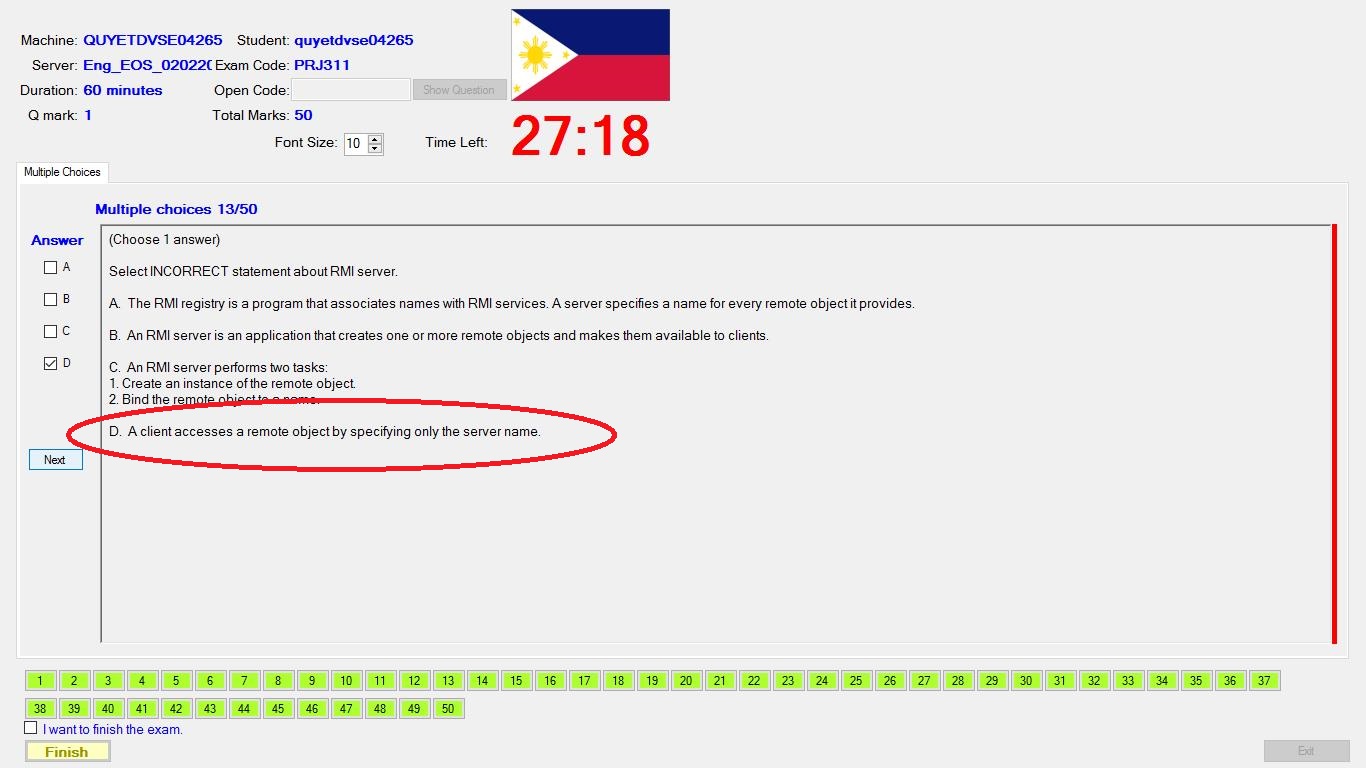 Machine: QUYETDVSE04265 Student: quyetdvse04265
Server: Eng_EOS_020220 Exam Code: PRJ311
Duration: 60 minutes Open Code: Show Question
Q mark: 1 Total Marks: 50
Font Size: 10 Time Left: 27:18
Multiple Choices
Multiple choices 13/50
Answer
(Choose 1 answer)
A
Select INCORRECT statement about RMI server.
B
A. The RMI registry is a program that associates names with RMI services. A server specifies a name for every remote object it provides.
C
B. An RMI server is an application that creates one or more remote objects and makes them available to clients.
D
C. An RMI server performs two tasks:
1. Create an instance of the remote object.
2. Bind the remote object to a name.
D. A client accesses a remote object by specifying only the server name.
Next
1 2 3 4 5 6 7 8 9 10 11 12 13 14 15 16 17 18 19 20 21 22 23 24 25 26 27 28 29 30 31 32 33 34 35 36 37
38 39 40 41 42 43 44 45 46 47 48 49 50
I want to finish the exam.
Finish Exit